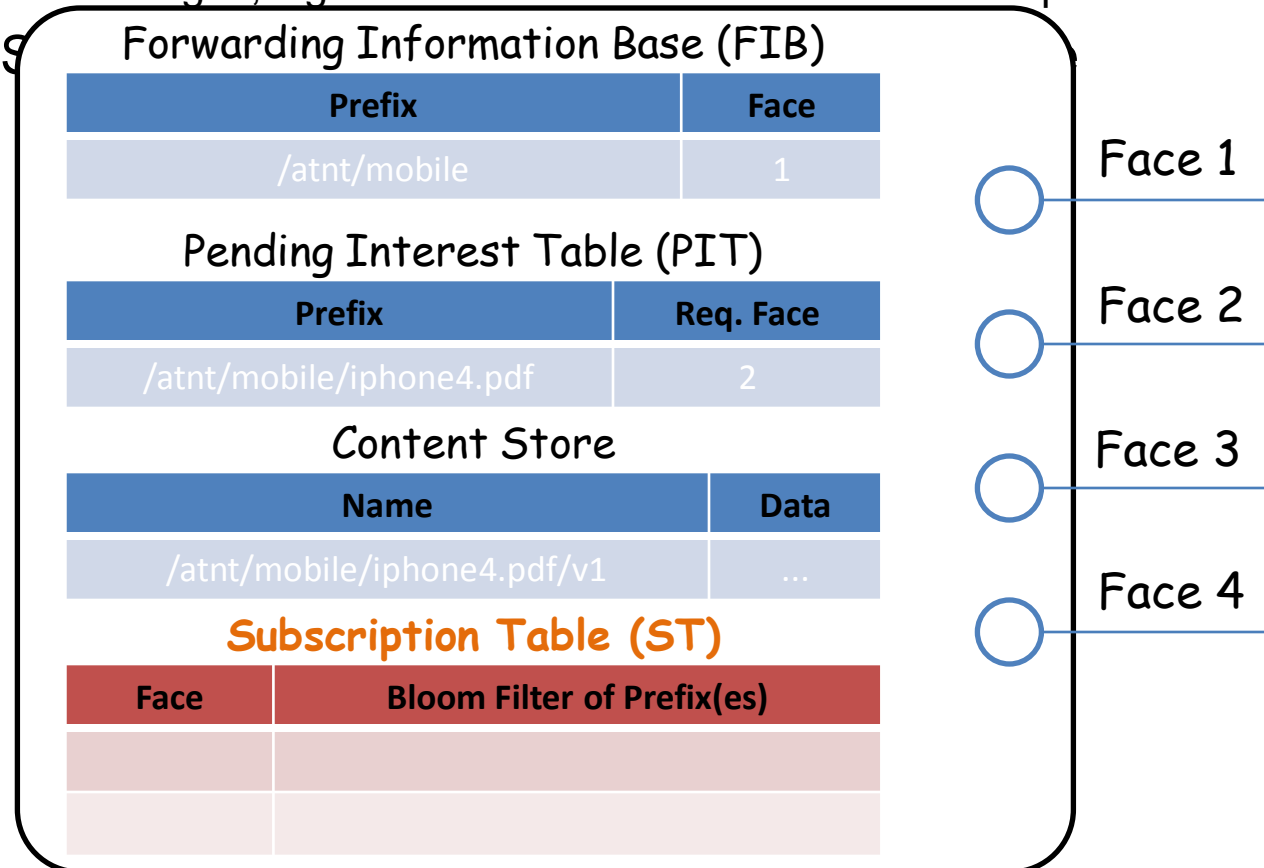 Forwarding Information Base (FIB)
Prefix Face
/atnt/mobile 1
Face 1
Pending Interest Table (PIT)
Prefix Req. Face
/atnt/mobile/iphone4.pdf 2
Face 2
Content Store
Name Data
/atnt/mobile/iphone4.pdf/v1 ...
Face 3
Subscription Table (ST)
Face Bloom Filter of Prefix(es)
Face 4